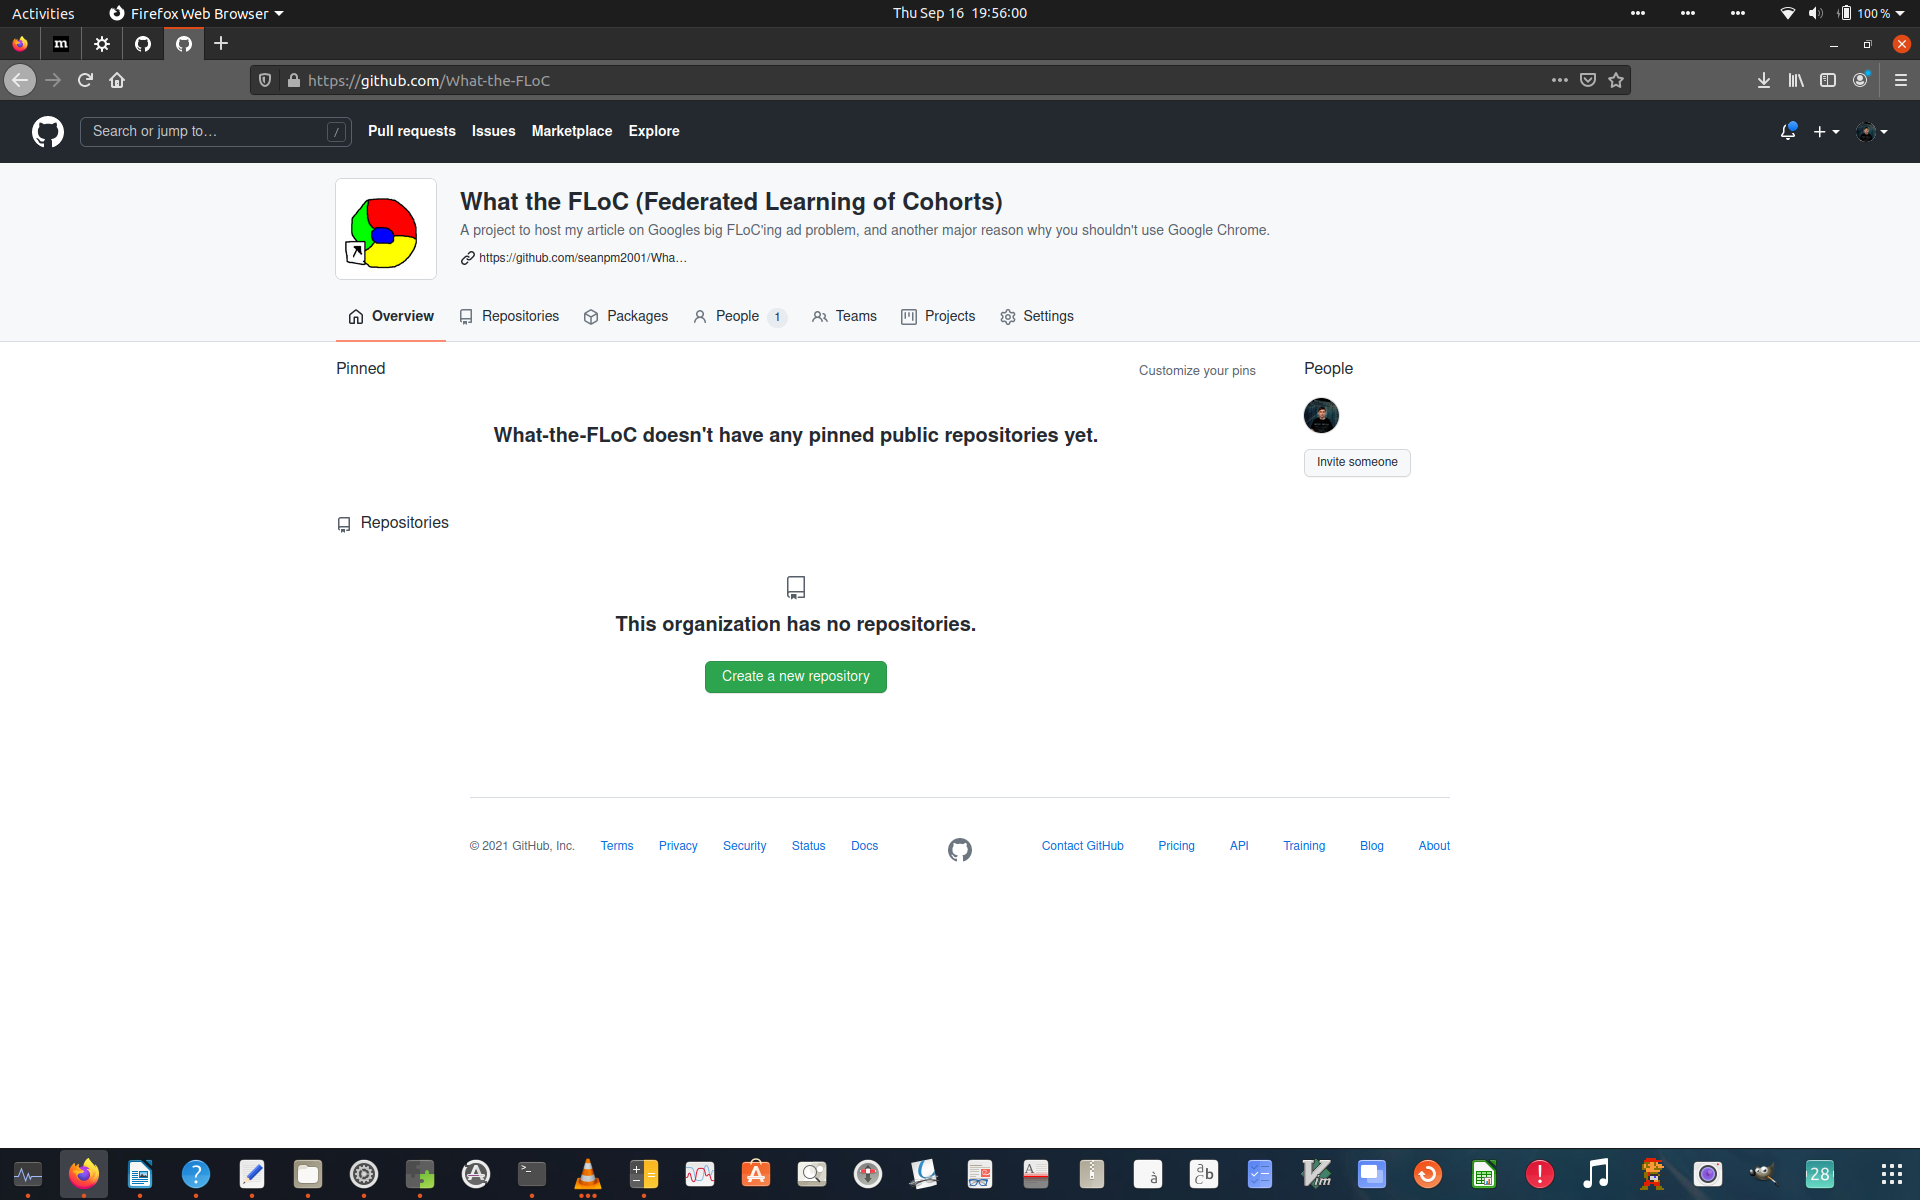 Activities
Firefox Web Browser
Thu Sep 16 19:56:00
100 %
m
https://github.com/What-the-FLoC
Search or jump to…
/
Pull requests
Issues
Marketplace
Explore
What the FLoC (Federated Learning of Cohorts)
A project to host my article on Googles big FLoC'ing ad problem, and another major reason why you shouldn't use Google Chrome.
https://github.com/seanpm2001/Wha…
Overview
Repositories
Packages
People 1
Teams
Projects
Settings
Pinned
Customize your pins
People
What-the-FLoC doesn't have any pinned public repositories yet.
Invite someone
Repositories
This organization has no repositories.
Create a new repository
© 2021 GitHub, Inc.
Terms
Privacy
Security
Status
Docs
Contact GitHub
Pricing
API
Training
Blog
About
28